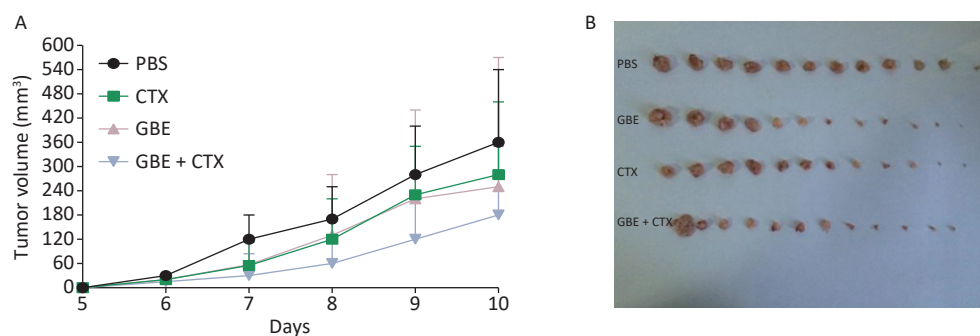 A
Tumor volume (mm³)
600
540
480
420
360
300
240
180
120
60
0
PBS
CTX
GBE
GBE + CTX
5
6
7
8
9
10
Days
B
PBS
GBE
CTX
GBE + CTX